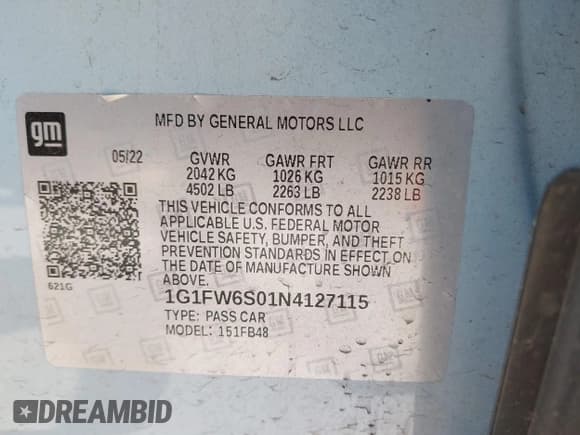 gm
MFD BY GENERAL MOTORS LLC
05/22 GVWR GAWR FRT GAWR RR
2042 KG 1026 KG 1015 KG
4502 LB 2263 LB 2238 LB
THIS VEHICLE CONFORMS TO ALL
APPLICABLE U.S. FEDERAL MOTOR
VEHICLE SAFETY, BUMPER, AND THEFT
PREVENTION STANDARDS IN EFFECT ON
THE DATE OF MANUFACTURE SHOWN
ABOVE.
621G
1G1FW6S01N4127115
TYPE: PASS CAR
MODEL: 1S1FB48
DREAMBID